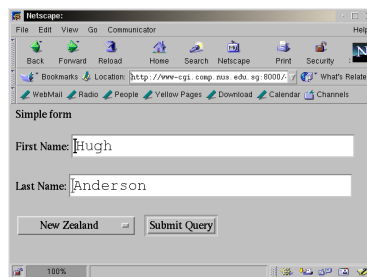 Netscape:
File Edit View Go Communicator Help
Back Forward Reload Home Search Netscape Print Security
Bookmarks Location: http://www-cgi.comp.nus.edu.sg:8000/ What's Relate
WebMail Radio People Yellow Pages Download Calendar Channels
Simple form
First Name: Hugh
Last Name: Anderson
New Zealand Submit Query
100%